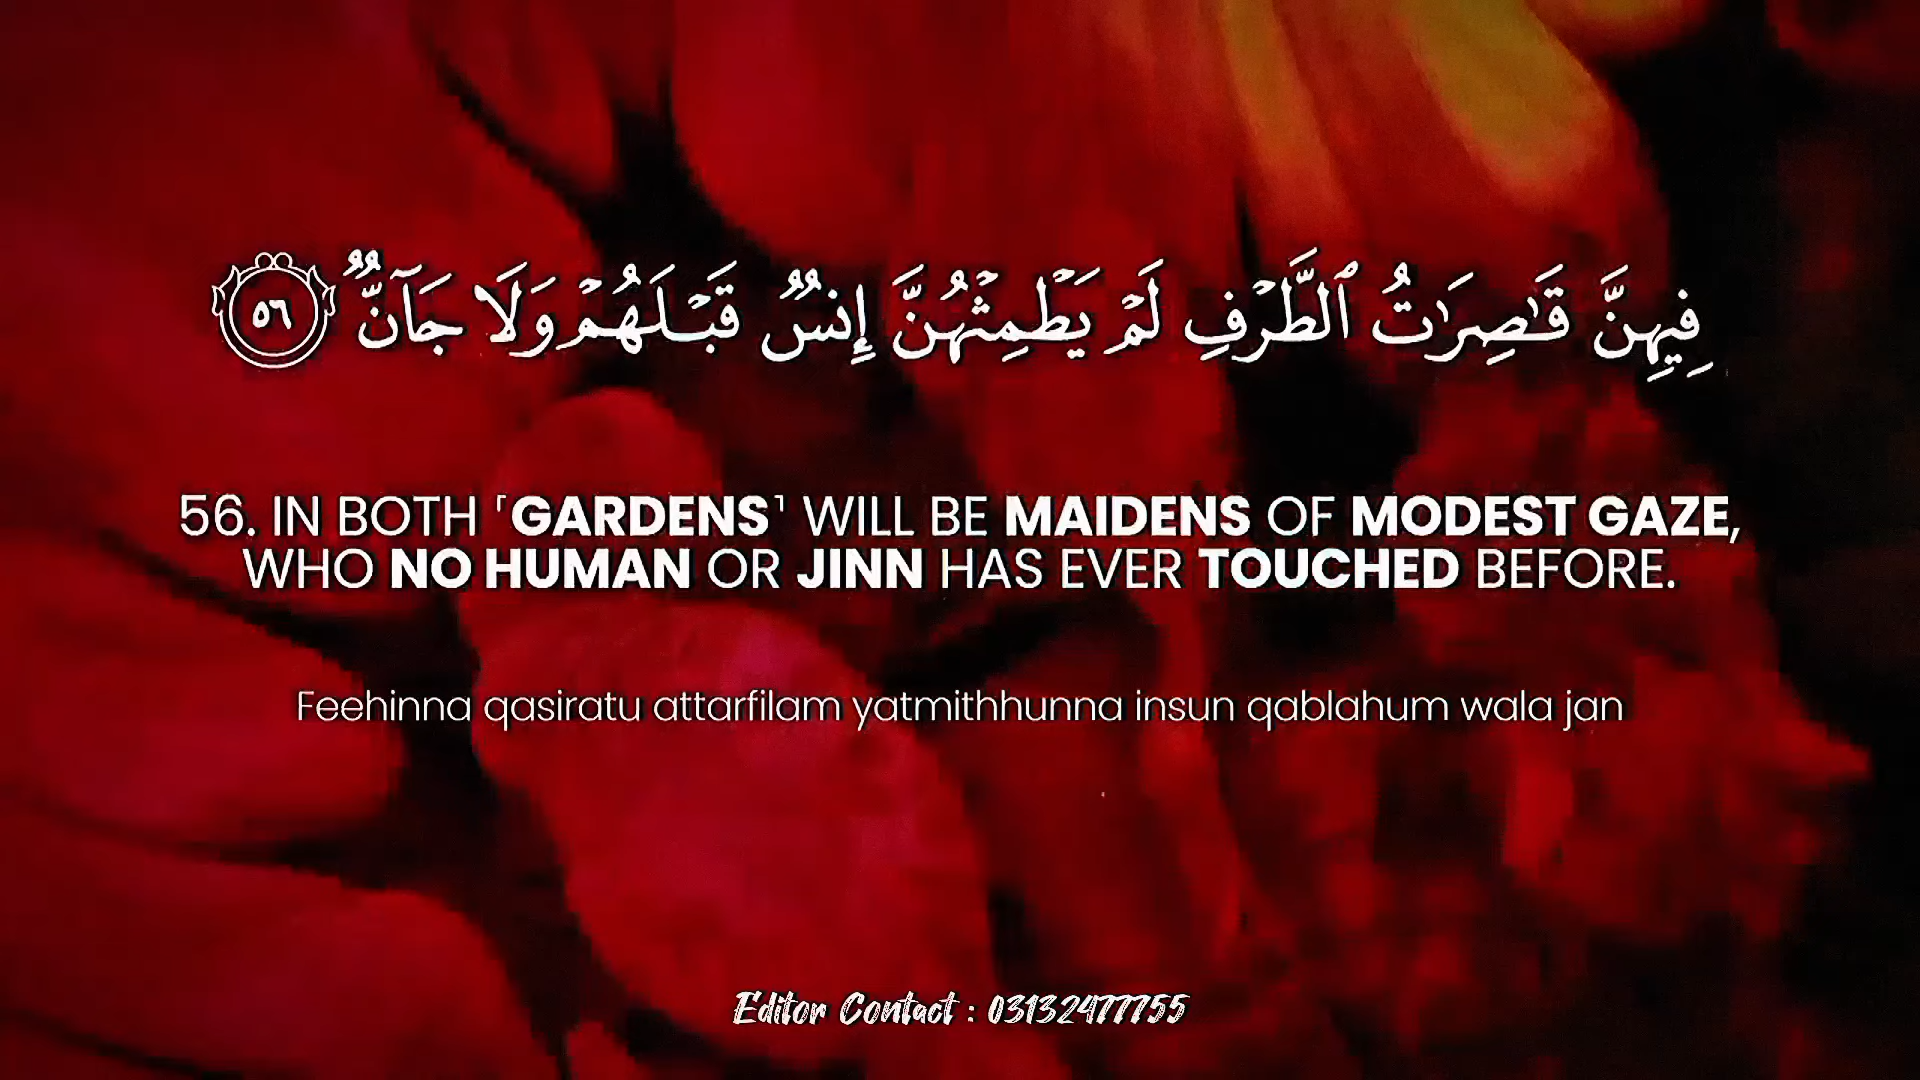 فِيهِنَّ قَٰصِرَٰتُ ٱلطَّرْفِ لَمْ يَطْمِثْهُنَّ إِنسٌ قَبْلَهُمْ وَلَا جَآنٌّ ٥٦
56. IN BOTH ˹GARDENS˺ WILL BE MAIDENS OF MODEST GAZE,
WHO NO HUMAN OR JINN HAS EVER TOUCHED BEFORE.
Feehinna qasiratu attarfilam yatmithhunna insun qablahum wala jan
Editor Contact : 03132477755